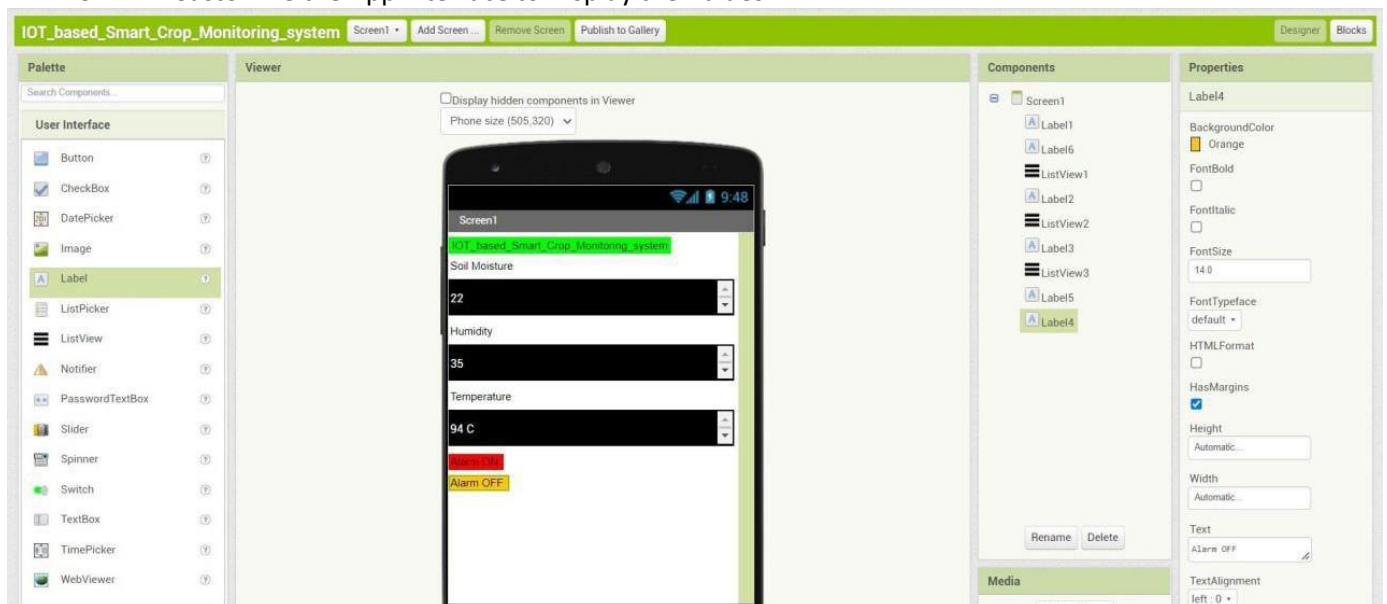 IOT_based_Smart_Crop_Monitoring_system Screen1 Add Screen ... Remove Screen Publish to Gallery Designer Blocks
Palette
Search Components...
User Interface
Button
CheckBox
DatePicker
Image
Label
ListPicker
ListView
Notifier
PasswordTextBox
Slider
Spinner
Switch
TextBox
TimePicker
WebViewer
Viewer
Display hidden components in Viewer
Phone size (505,320)
9:48
Screen1
IOT_based_Smart_Crop_Monitoring_system
Soil Moisture
22
Humidity
35
Temperature
94 C
Alarm ON
Alarm OFF
Components
Screen1
Label1
Label6
ListView1
Label2
ListView2
Label3
ListView3
Label5
Label4
Rename Delete
Media
Properties
Label4
BackgroundColor
Orange
FontBold
FontItalic
FontSize
14.0
FontTypeface
default
HTMLFormat
HasMargins
Height
Automatic...
Width
Automatic...
Text
Alarm OFF
TextAlignment
left : 0